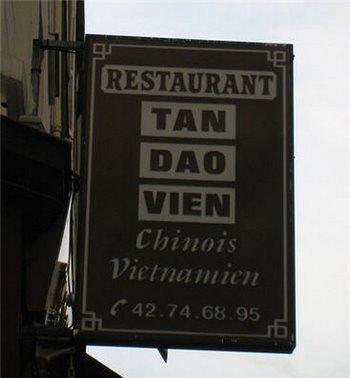 RESTAURANT
TAN
DAO
VIEN
Chinois
Vietnamien
42.74.68.95